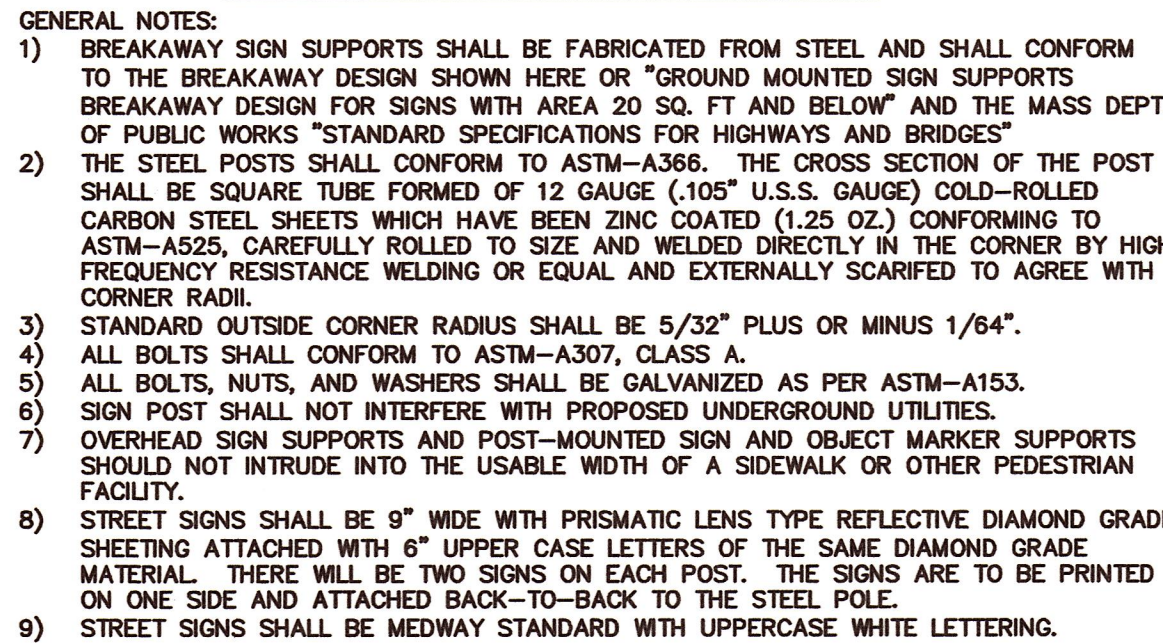 GENERAL NOTES:
1) BREAKAWAY SIGN SUPPORTS SHALL BE FABRICATED FROM STEEL AND SHALL CONFORM
TO THE BREAKAWAY DESIGN SHOWN HERE OR "GROUND MOUNTED SIGN SUPPORTS
BREAKAWAY DESIGN FOR SIGNS WITH AREA 20 SQ. FT AND BELOW" AND THE MASS DEPT
OF PUBLIC WORKS "STANDARD SPECIFICATIONS FOR HIGHWAYS AND BRIDGES"
2) THE STEEL POSTS SHALL CONFORM TO ASTM-A366. THE CROSS SECTION OF THE POST
SHALL BE SQUARE TUBE FORMED OF 12 GAUGE (.105" U.S.S. GAUGE) COLD-ROLLED
CARBON STEEL SHEETS WHICH HAVE BEEN ZINC COATED (1.25 OZ.) CONFORMING TO
ASTM-A525, CAREFULLY ROLLED TO SIZE AND WELDED DIRECTLY IN THE CORNER BY HIGH
FREQUENCY RESISTANCE WELDING OR EQUAL AND EXTERNALLY SCARIFED TO AGREE WITH
CORNER RADII.
3) STANDARD OUTSIDE CORNER RADIUS SHALL BE 5/32" PLUS OR MINUS 1/64".
4) ALL BOLTS SHALL CONFORM TO ASTM-A307, CLASS A.
5) ALL BOLTS, NUTS, AND WASHERS SHALL BE GALVANIZED AS PER ASTM-A153.
6) SIGN POST SHALL NOT INTERFERE WITH PROPOSED UNDERGROUND UTILITIES.
7) OVERHEAD SIGN SUPPORTS AND POST-MOUNTED SIGN AND OBJECT MARKER SUPPORTS
SHOULD NOT INTRUDE INTO THE USABLE WIDTH OF A SIDEWALK OR OTHER PEDESTRIAN
FACILITY.
8) STREET SIGNS SHALL BE 9" WIDE WITH PRISMATIC LENS TYPE REFLECTIVE DIAMOND GRADE
SHEETING ATTACHED WITH 6" UPPER CASE LETTERS OF THE SAME DIAMOND GRADE
MATERIAL. THERE WILL BE TWO SIGNS ON EACH POST. THE SIGNS ARE TO BE PRINTED
ON ONE SIDE AND ATTACHED BACK-TO-BACK TO THE STEEL POLE.
9) STREET SIGNS SHALL BE MEDWAY STANDARD WITH UPPERCASE WHITE LETTERING.